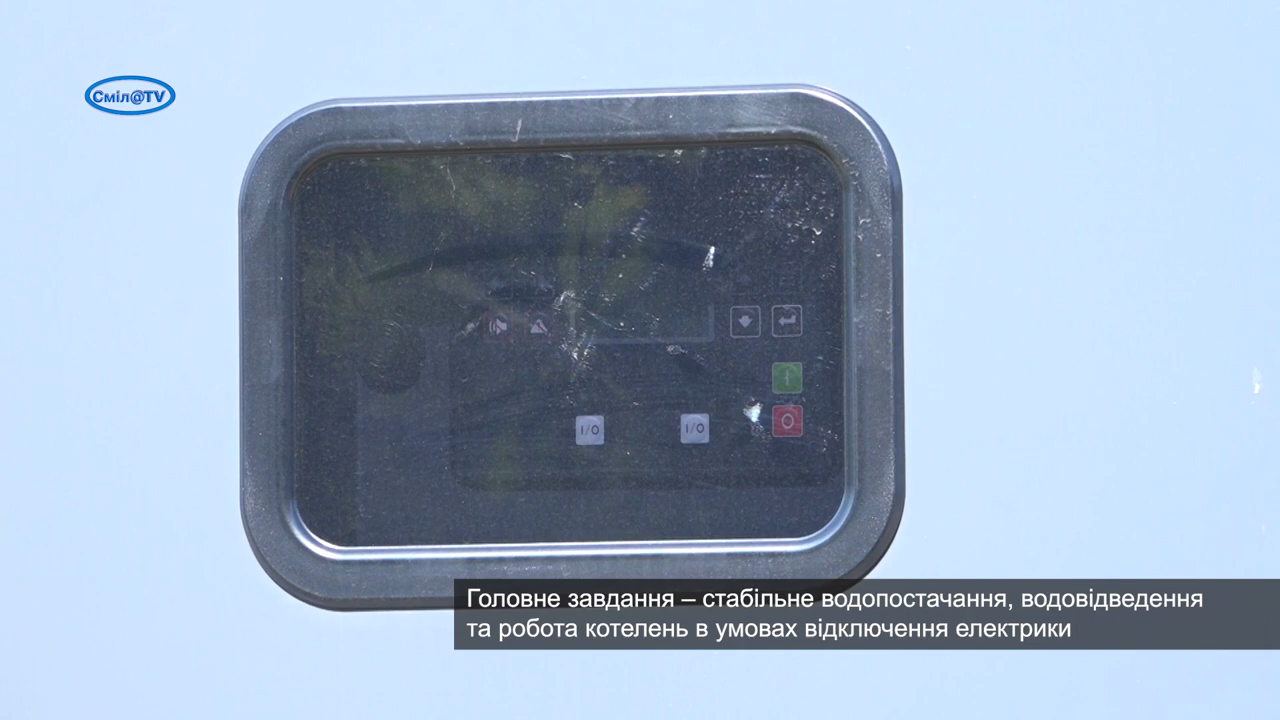 Сміл@TV
I/O
I/O
I
O
Головне завдання – стабільне водопостачання, водовідведення
та робота котелень в умовах відключення електрики